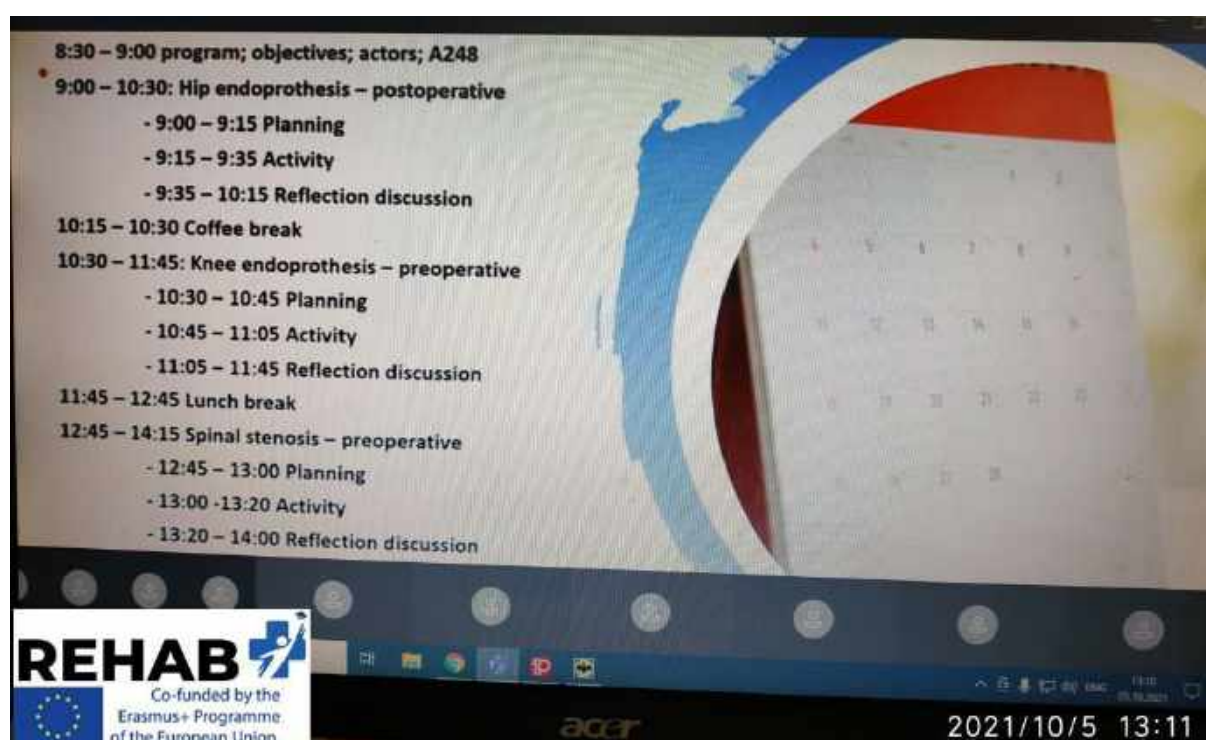 8:30 – 9:00 program; objectives; actors; A248
9:00 – 10:30: Hip endoprothesis – postoperative
- 9:00 – 9:15 Planning
- 9:15 – 9:35 Activity
- 9:35 – 10:15 Reflection discussion
10:15 – 10:30 Coffee break
10:30 – 11:45: Knee endoprothesis – preoperative
- 10:30 – 10:45 Planning
- 10:45 – 11:05 Activity
- 11:05 – 11:45 Reflection discussion
11:45 – 12:45 Lunch break
12:45 – 14:15 Spinal stenosis – preoperative
- 12:45 – 13:00 Planning
- 13:00 -13:20 Activity
- 13:20 – 14:00 Reflection discussion
REHAB
Co-funded by the
Erasmus+ Programme
of the European Union
acer
2021/10/5 13:11